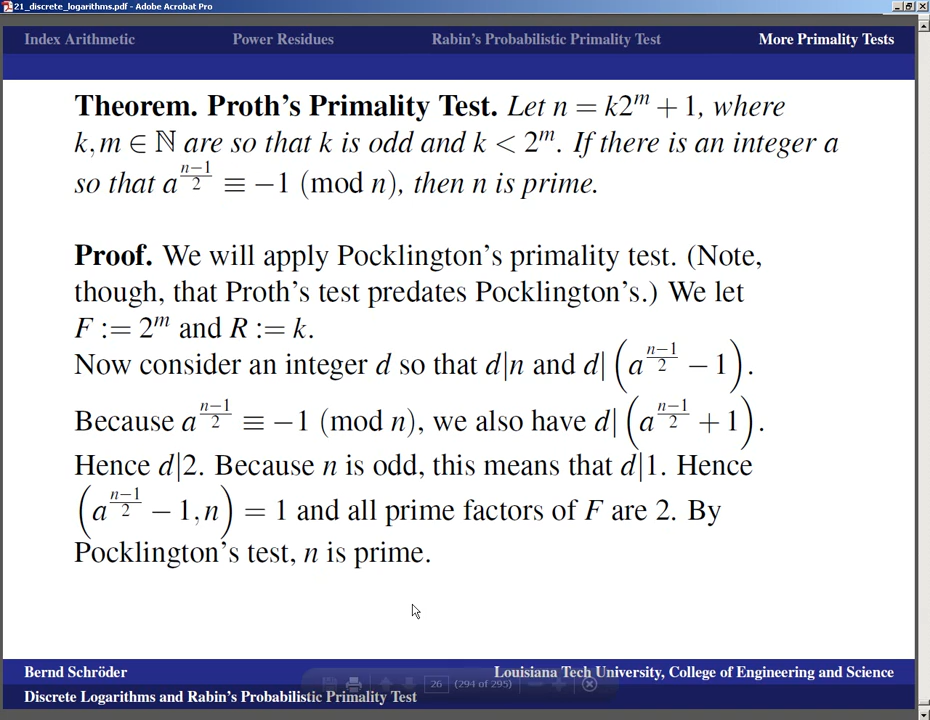 21_discrete_logarithms.pdf - Adobe Acrobat Pro
Index Arithmetic Power Residues Rabin's Probabilistic Primality Test More Primality Tests
Theorem. Proth's Primality Test. Let n = k2^m + 1, where
k, m ∈ ℕ are so that k is odd and k < 2^m. If there is an integer a
so that a^{(n−1)/2} ≡ −1 (mod n), then n is prime.
Proof. We will apply Pocklington's primality test. (Note,
though, that Proth's test predates Pocklington's.) We let
F := 2^m and R := k.
Now consider an integer d so that d|n and d|(a^{(n−1)/2} − 1).
Because a^{(n−1)/2} ≡ −1 (mod n), we also have d|(a^{(n−1)/2} + 1).
Hence d|2. Because n is odd, this means that d|1. Hence
(a^{(n−1)/2} − 1, n) = 1 and all prime factors of F are 2. By
Pocklington's test, n is prime.
Bernd Schröder Louisiana Tech University, College of Engineering and Science
26 (294 of 295)
Discrete Logarithms and Rabin's Probabilistic Primality Test